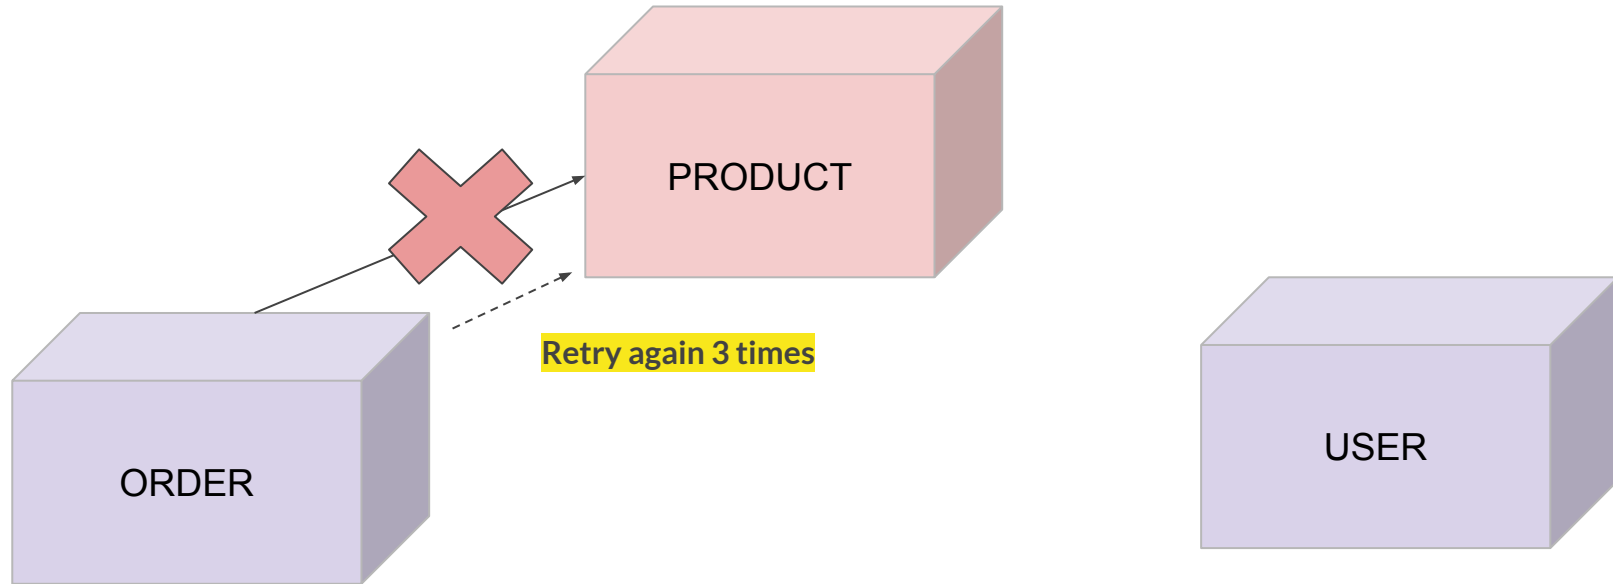 PRODUCT
Retry again 3 times
USER
ORDER